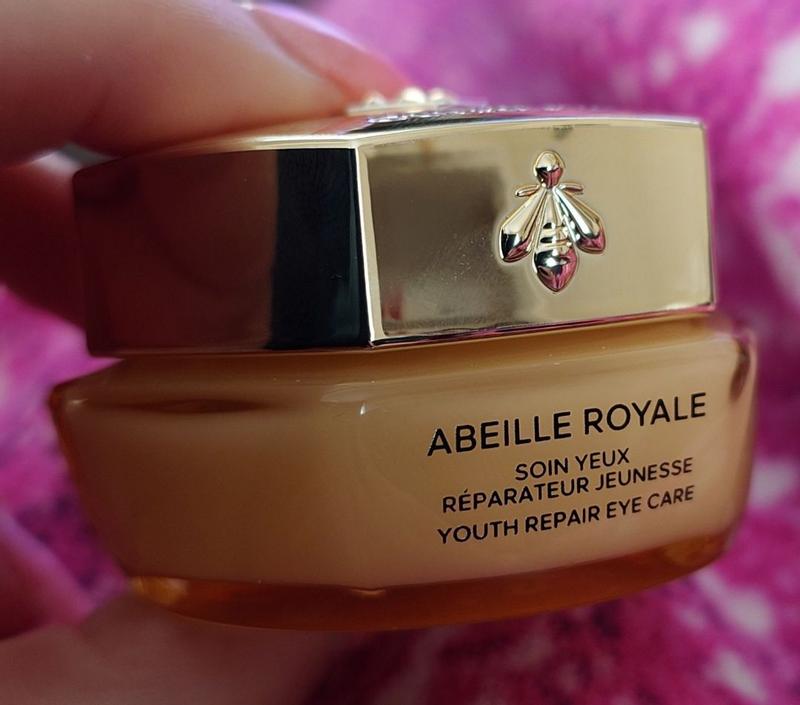 ABEILLE ROYALE
SOIN YEUX
RÉPARATEUR JEUNESSE
YOUTH REPAIR EYE CARE